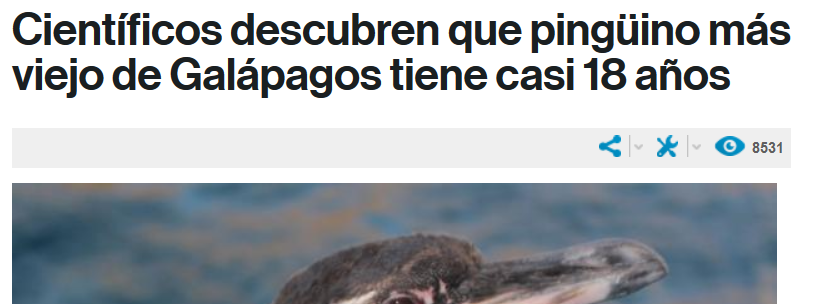 Científicos descubren que pingüino más
viejo de Galápagos tiene casi 18 años
8531